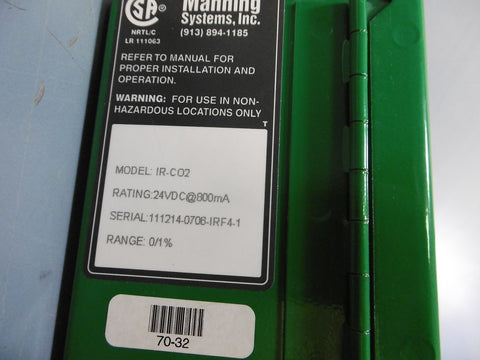 SA
NRTL/C
LR 111063
Manning
Systems, Inc.
(913) 894-1185
REFER TO MANUAL FOR
PROPER INSTALLATION AND
OPERATION.
WARNING: FOR USE IN NON-
HAZARDOUS LOCATIONS ONLY
T
MODEL: IR-CO2
RATING:24VDC@800mA
SERIAL:111214-0706-IRF4-1
RANGE: 0/1%
70-32